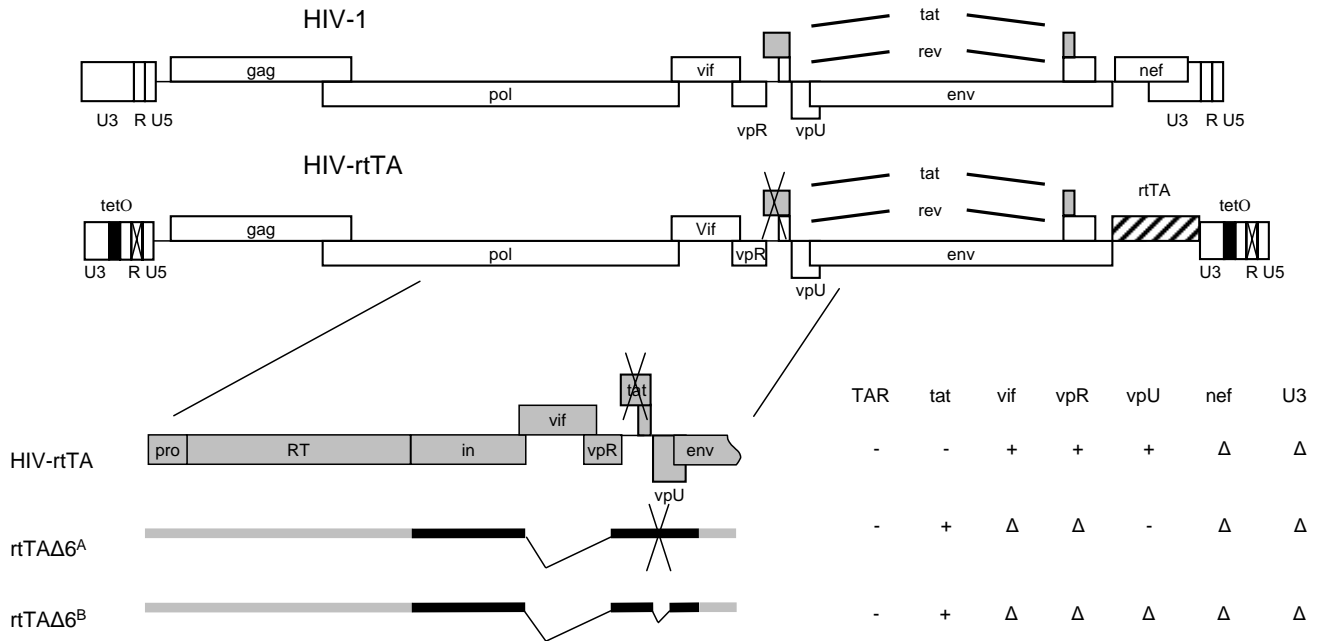 HIV-1
tat
rev
gag
vif
nef
pol
env
U3 R U5
vpR
vpU
U3 R U5
HIV-rtTA
tat
rtTA
tetO
rev
tetO
gag
Vif
pol
vpR
env
U3 R U5
vpU
U3 R U5
TAR tat vif vpR vpU nef U3
tat
vif
HIV-rtTA
pro RT in vpR env
- - + + + Δ Δ
vpU
rtTAΔ6ᴬ
- + Δ Δ - Δ Δ
rtTAΔ6ᴮ
- + Δ Δ Δ Δ Δ